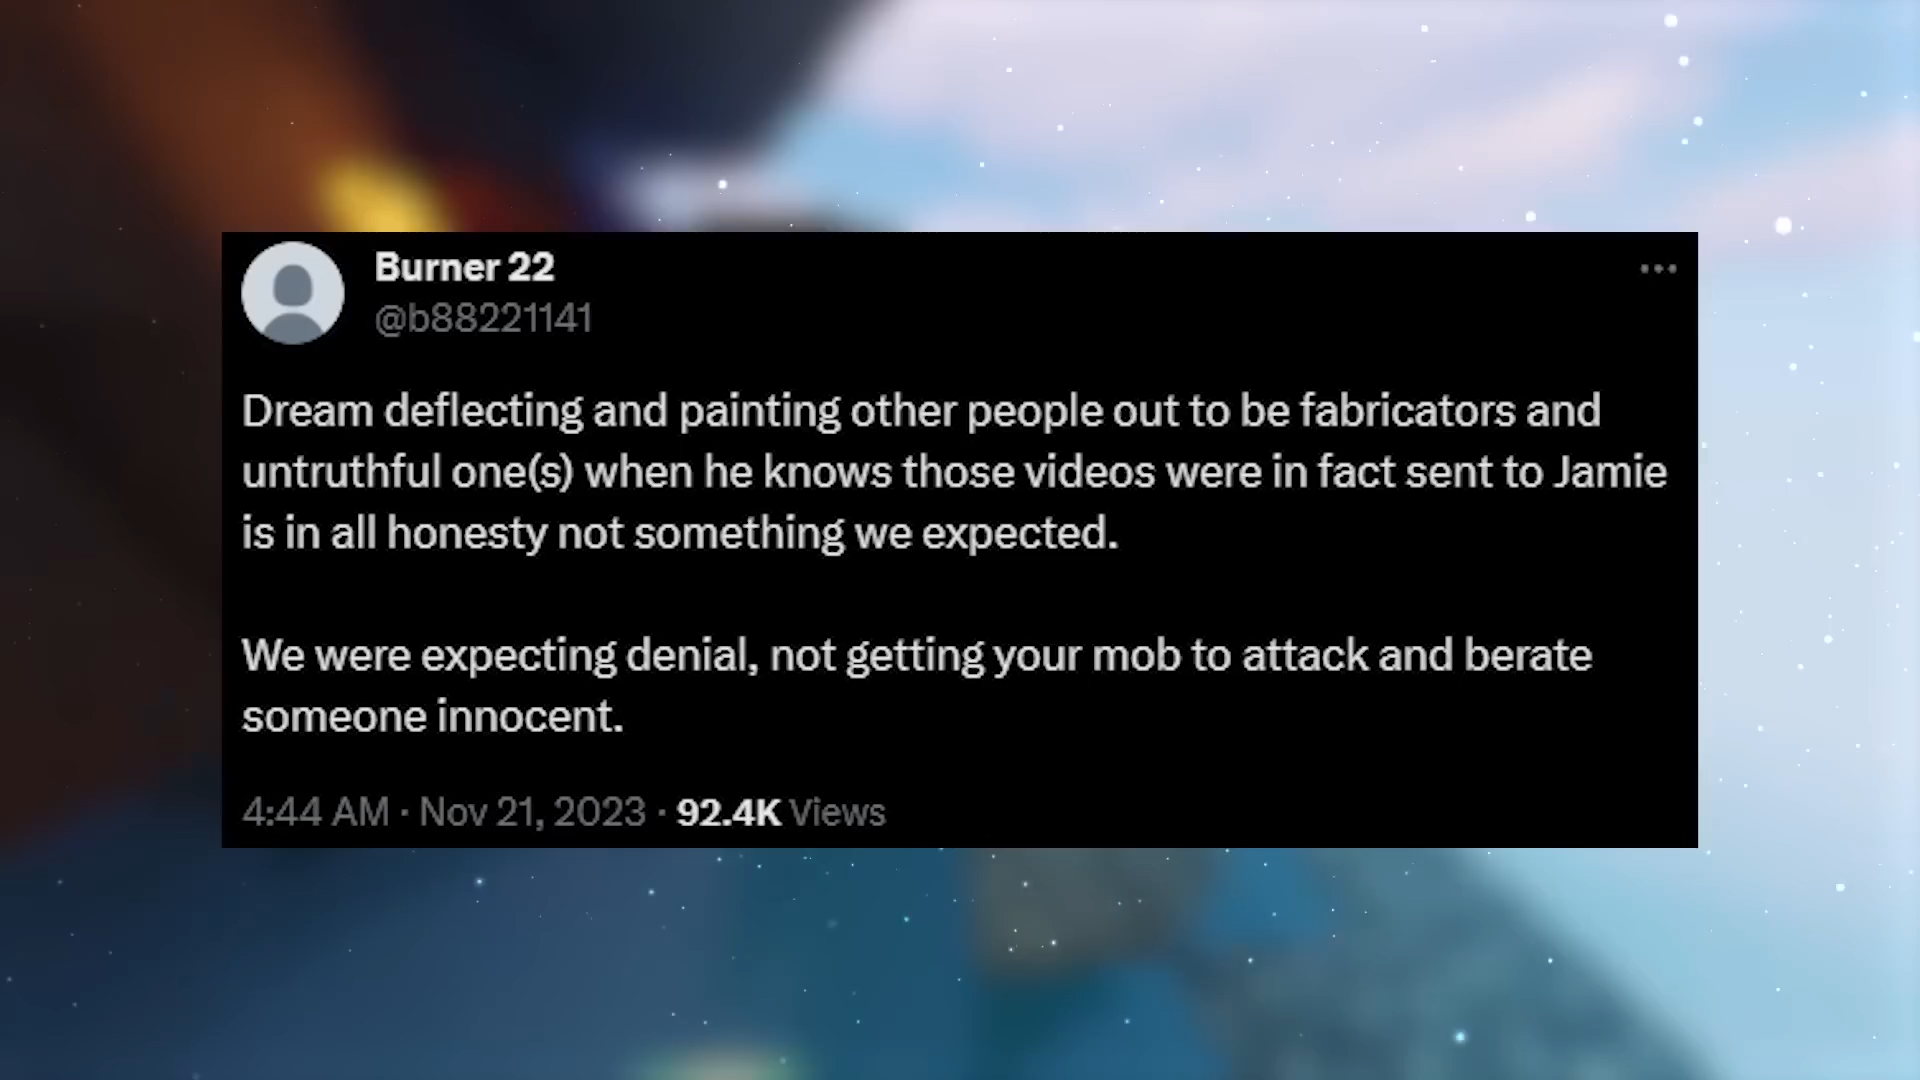 Burner 22
@b88221141
Dream deflecting and painting other people out to be fabricators and
untruthful one(s) when he knows those videos were in fact sent to Jamie
is in all honesty not something we expected.
We were expecting denial, not getting your mob to attack and berate
someone innocent.
4:44 AM · Nov 21, 2023 · 92.4K Views